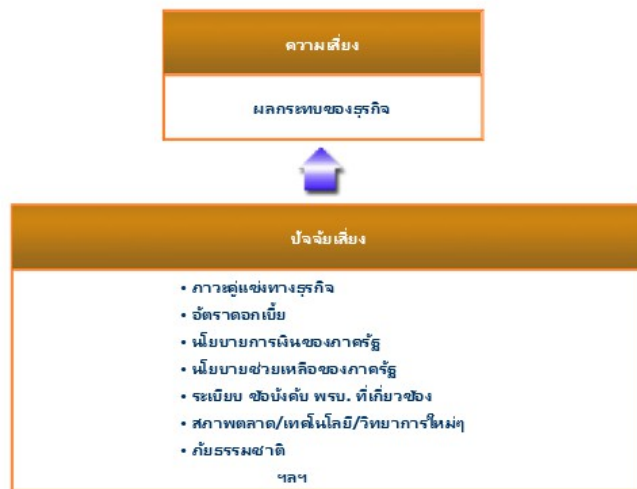 ความเสี่ยง
ผลกระทบของธุรกิจ
ปัจจัยเสี่ยง
• ภาวะคู่แข่งทางธุรกิจ
• อัตราดอกเบี้ย
• นโยบายการเงินของภาครัฐ
• นโยบายช่วยเหลือของภาครัฐ
• ระเบียบ ข้อบังคับ พรบ. ที่เกี่ยวข้อง
• สภาพตลาด/เทคโนโลยี/วิทยาการใหม่ๆ
• ภัยธรรมชาติ
ฯลฯ